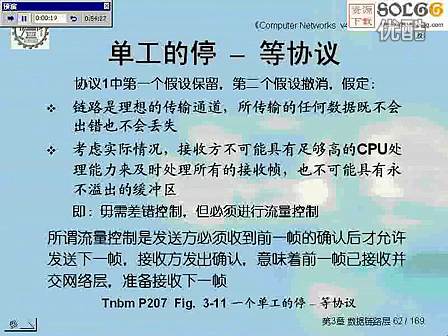 预览
0:00:19
0:54:27
《Computer Networks v4
资源下载
SOL66
优酷
单工的停 – 等协议
协议1中第一个假设保留，第二个假设撤消，假定：
链路是理想的传输通道，所传输的任何数据既不会
出错也不会丢失
考虑实际情况，接收方不可能具有足够高的CPU处
理能力来及时处理所有的接收帧，也不可能具有永
不溢出的缓冲区
即：毋需差错控制，但必须进行流量控制
所谓流量控制是发送方必须收到前一帧的确认后才允许
发送下一帧，接收方发出确认，意味着前一帧已接收并
交网络层，准备接收下一帧
Tnbm P207 Fig. 3-11 一个单工的停 – 等协议
第3章 数据链路层 62 / 169